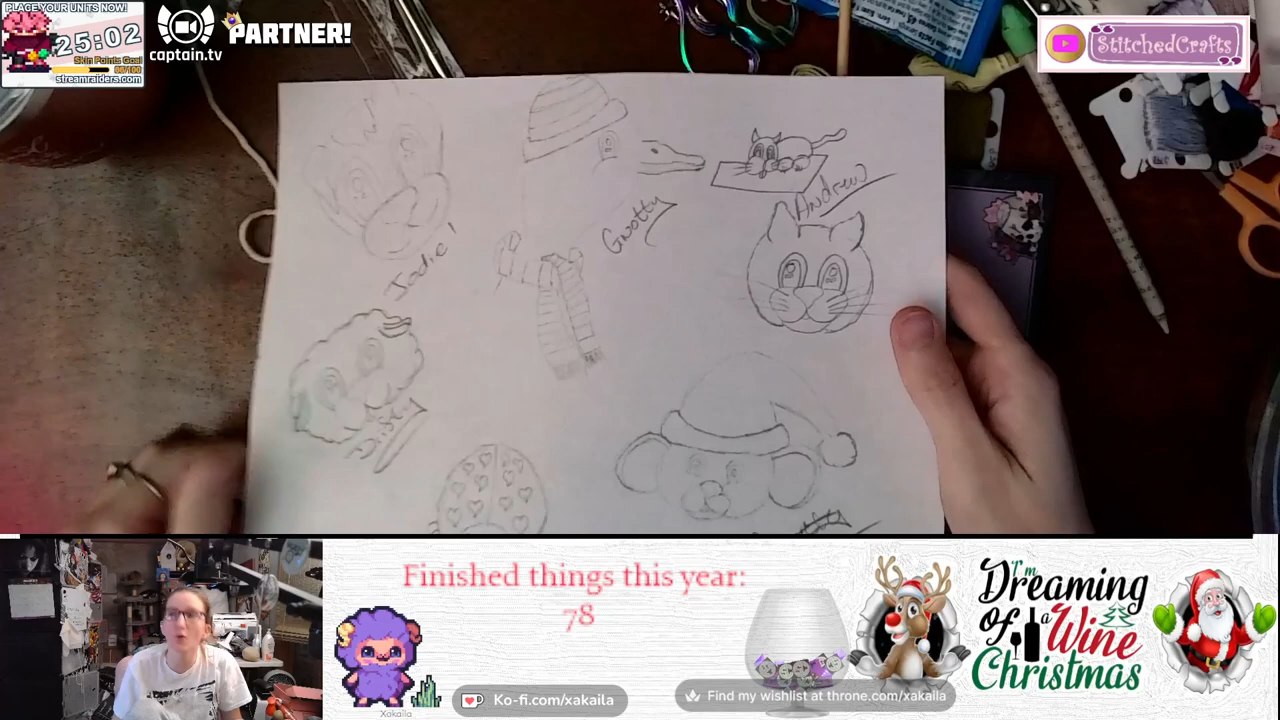 PLACE YOUR UNITS NOW!
25:02
Skin Points Goal
streamraiders.com
captain.tv
PARTNER!
StitchedCrafts
Andrew
Gwotty
Jodie!
Finished things this year:
78
Xakaila
Ko-fi.com/xakaila
Find my wishlist at throne.com/xakaila
I'm
Dreaming
Of a Wine
Christmas